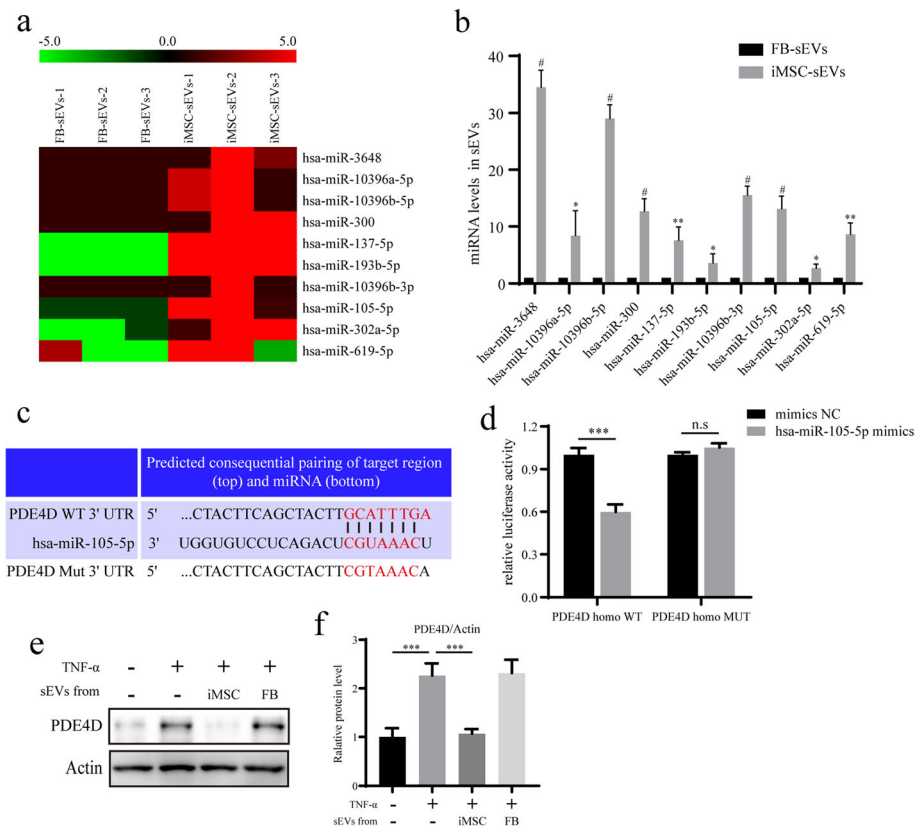 a
-5.0 0.0 5.0
FB-sEVs-1
FB-sEVs-2
FB-sEVs-3
iMSC-sEVs-1
iMSC-sEVs-2
iMSC-sEVs-3
hsa-miR-3648
hsa-miR-10396a-5p
hsa-miR-10396b-5p
hsa-miR-300
hsa-miR-137-5p
hsa-miR-193b-5p
hsa-miR-10396b-3p
hsa-miR-105-5p
hsa-miR-302a-5p
hsa-miR-619-5p
b
FB-sEVs
iMSC-sEVs
miRNA levels in sEVs
40
30
20
10
0
# * # # ** * # # * **
hsa-miR-3648
hsa-miR-10396a-5p
hsa-miR-10396b-5p
hsa-miR-300
hsa-miR-137-5p
hsa-miR-193b-5p
hsa-miR-10396b-3p
hsa-miR-105-5p
hsa-miR-302a-5p
hsa-miR-619-5p
c
Predicted consequential pairing of target region
(top) and miRNA (bottom)
PDE4D WT 3' UTR 5' ...CTACTTCAGCTACTTGCATTTGA
hsa-miR-105-5p 3' UGGUGUCCUCAGACUCGUAAACU
PDE4D Mut 3' UTR 5' ...CTACTTCAGCTACTTCGTAAACA
d
mimics NC
hsa-miR-105-5p mimics
relative luciferase activity
1.2
0.9
0.6
0.3
0.0
*** n.s
PDE4D homo WT PDE4D homo MUT
e
TNF-α - + + +
sEVs from - - iMSC FB
PDE4D
Actin
f
PDE4D/Actin
Ralative protein level
3
2
1
0
*** ***
TNF-α - + + +
sEVs from - - iMSC FB